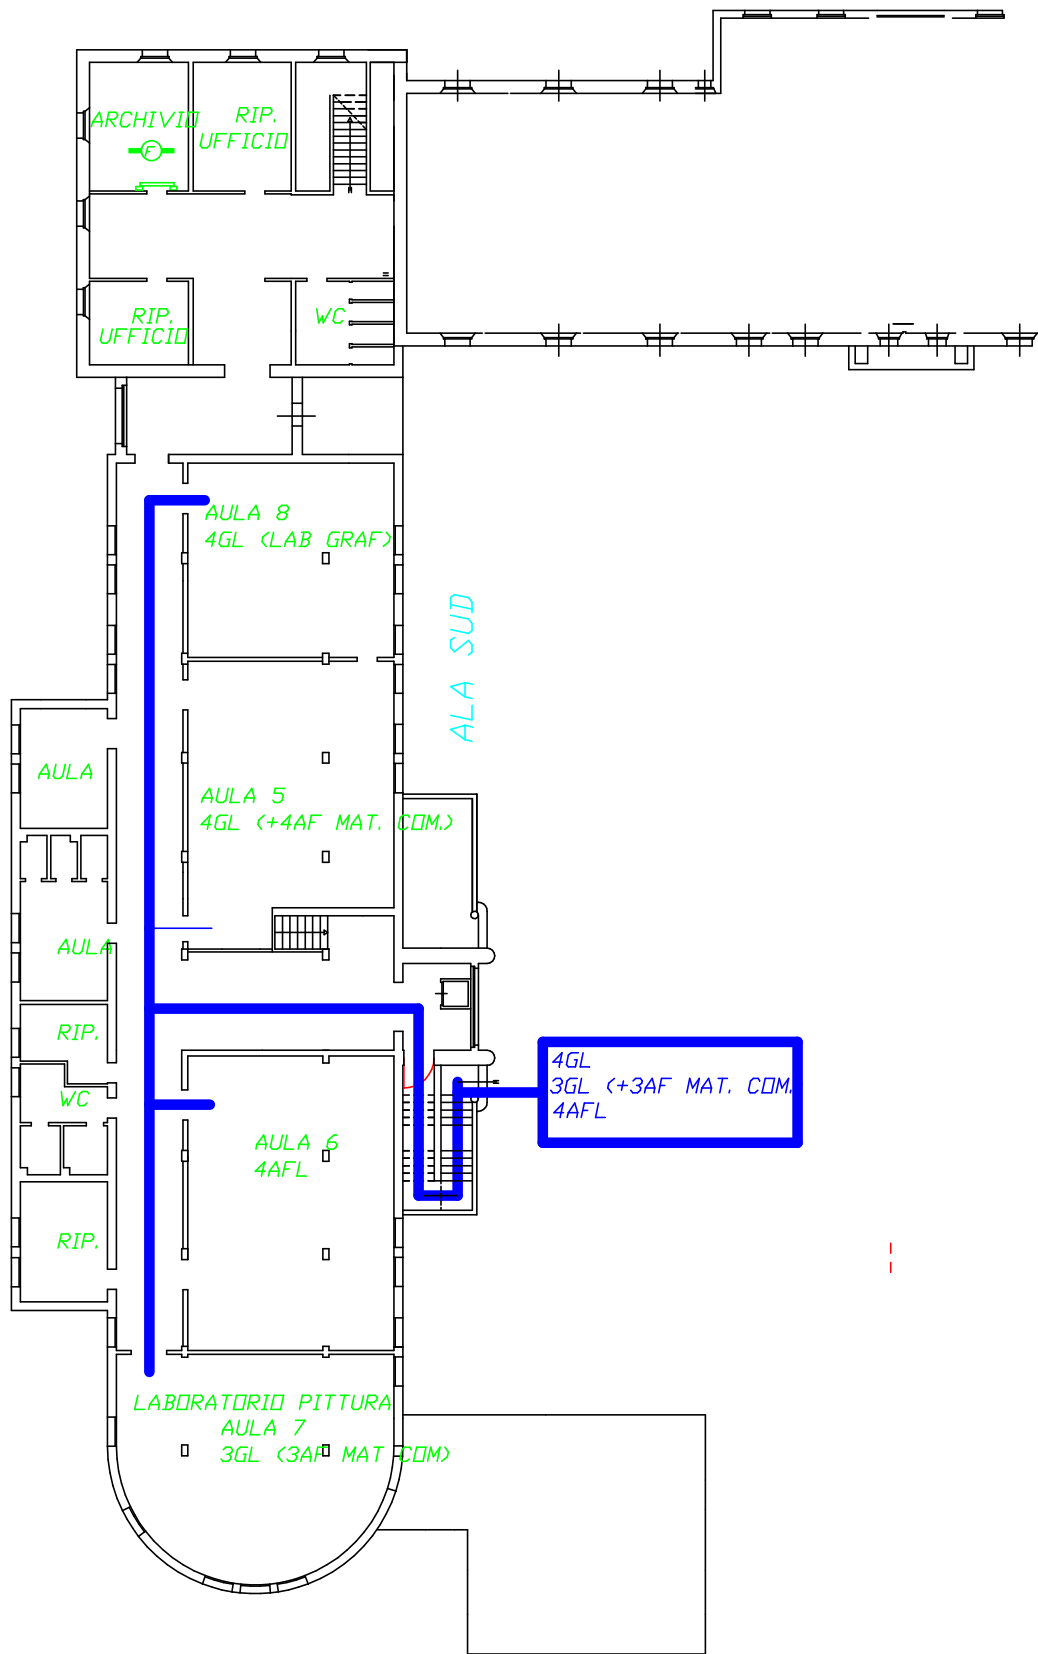 ARCHIVIO
F
RIP.
UFFICIO
RIP.
UFFICIO
WC
AULA 8
4GL (LAB GRAF)
ALA SUD
AULA
AULA 5
4GL (+4AF MAT. COM.)
AULA
RIP.
WC
4GL
3GL (+3AF MAT. COM.
4AFL
AULA 6
4AFL
RIP.
LABORATORIO PITTURA
AULA 7
3GL (3AF MAT COM)